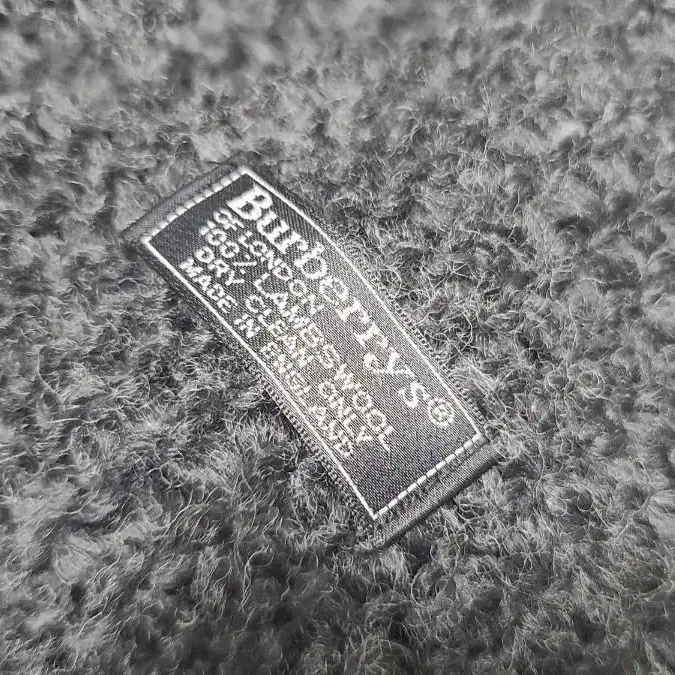 Burberrys®
OF LONDON
100% LAMBSWOOL
DRY CLEAN ONLY
MADE IN ENGLAND